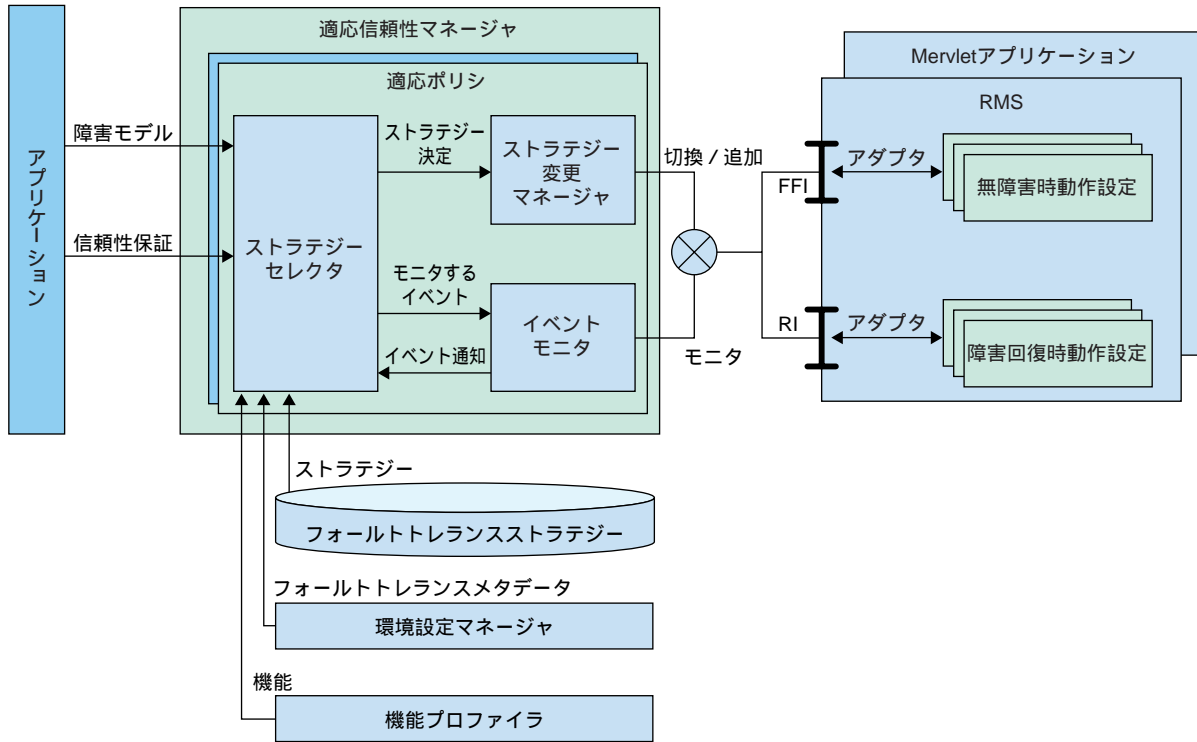 適応信頼性マネージャ
適応ポリシ
アプリケーション
障害モデル
信頼性保証
ストラテジー
セレクタ
ストラテジー
決定
ストラテジー
変更
マネージャ
モニタする
イベント
イベント通知
イベント
モニタ
切換／追加
モニタ
Mervletアプリケーション
RMS
FFI
アダプタ
無障害時動作設定
RI
アダプタ
障害回復時動作設定
ストラテジー
フォールトトレランスストラテジー
フォールトトレランスメタデータ
環境設定マネージャ
機能
機能プロファイラ